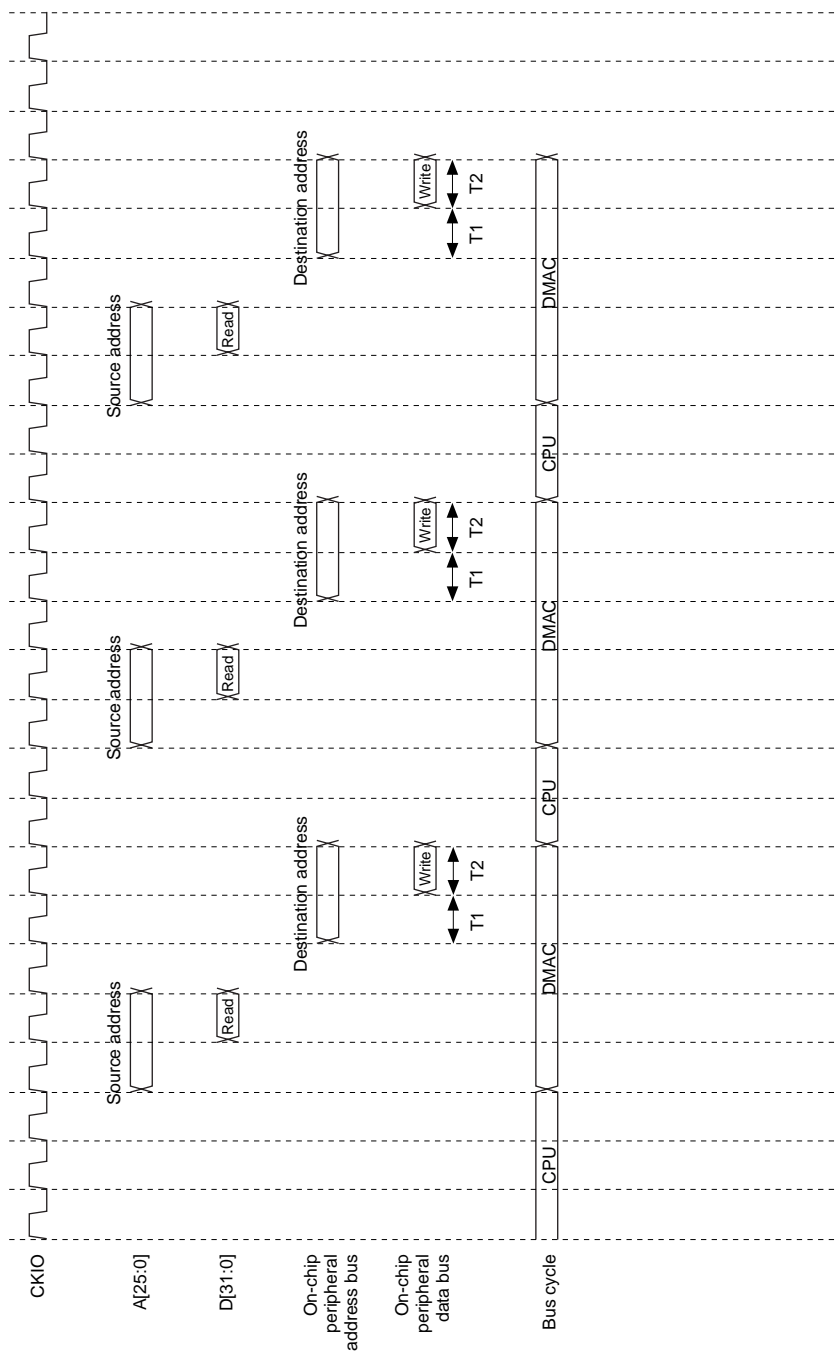 CKIO
A[25:0]
Source address
Source address
Source address
D[31:0]
Read
Read
Read
On-chip
peripheral
address bus
Destination address
Destination address
Destination address
On-chip
peripheral
data bus
Write
Write
Write
T1
T2
T1
T2
T1
T2
Bus cycle
CPU
DMAC
CPU
DMAC
CPU
DMAC